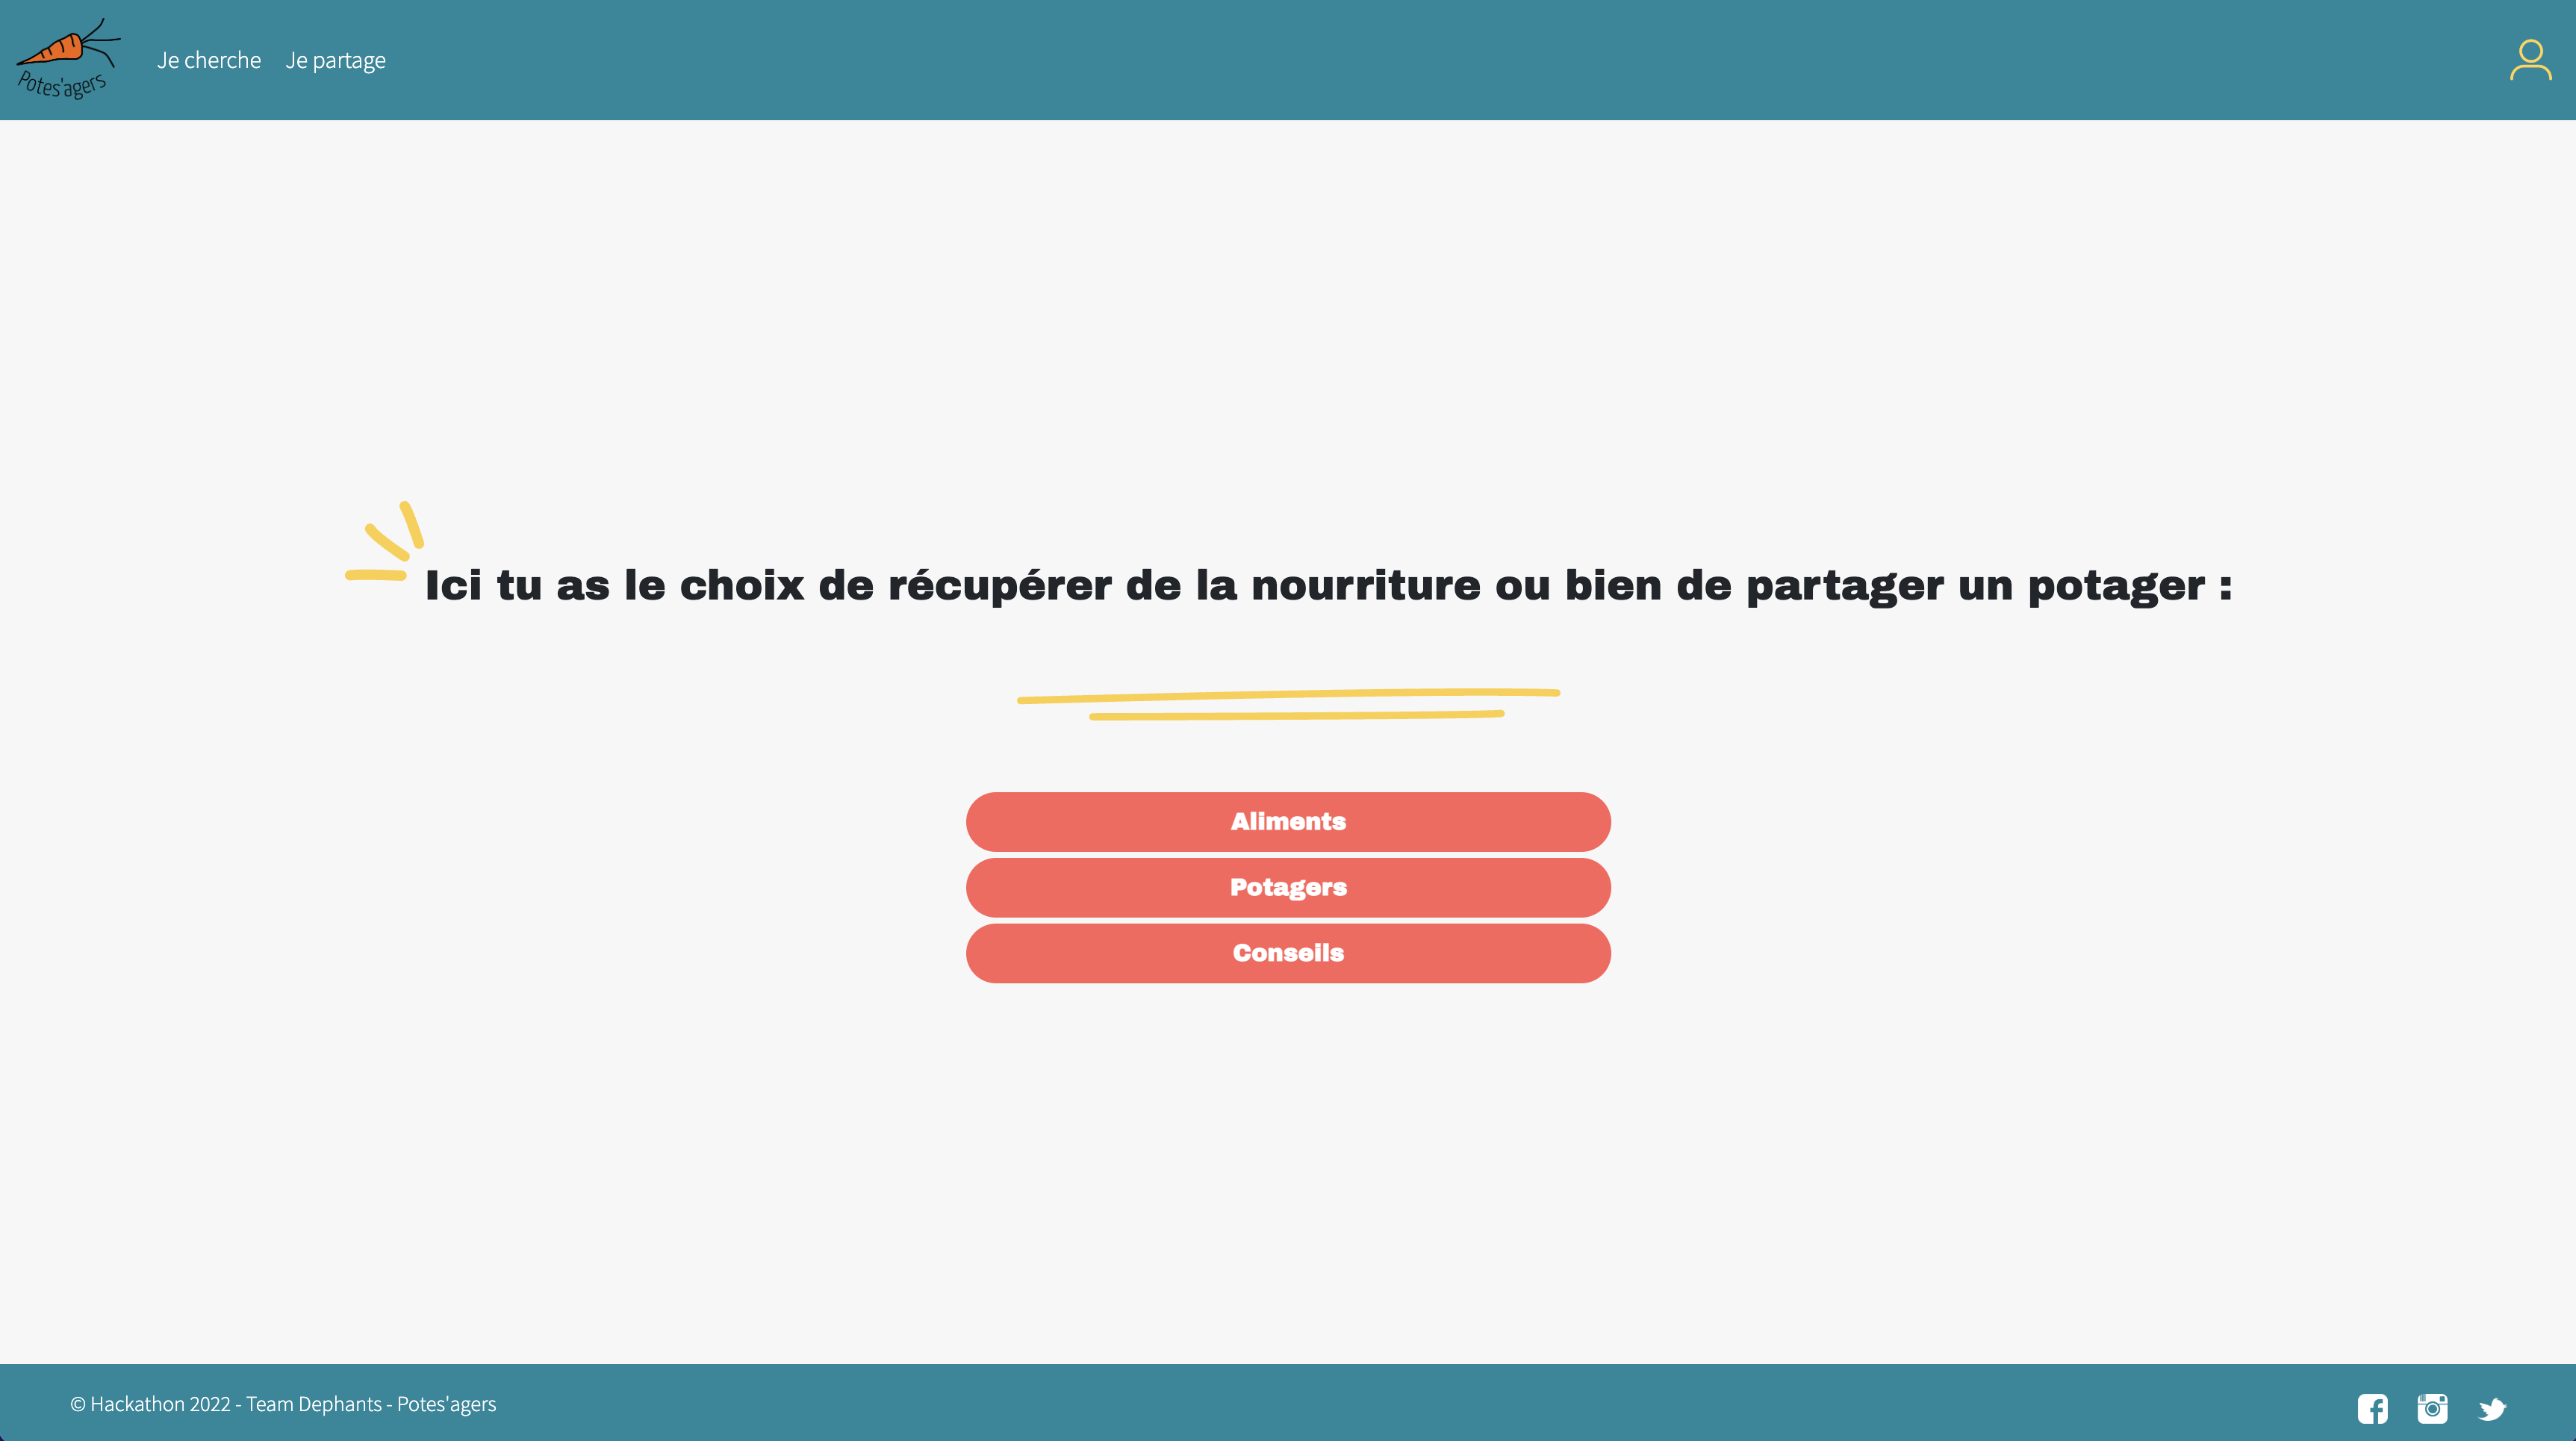 Potes'agers
Je cherche
Je partage
Ici tu as le choix de récupérer de la nourriture ou bien de partager un potager :
Aliments
Potagers
Conseils
© Hackathon 2022 - Team Dephants - Potes'agers